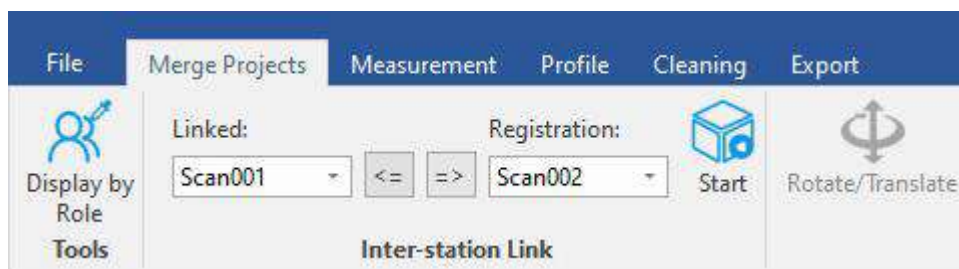 File Merge Projects Measurement Profile Cleaning Export
Linked: Registration:
Scan001 <= => Scan002
Display by Role Start Rotate/Translate
Tools Inter-station Link